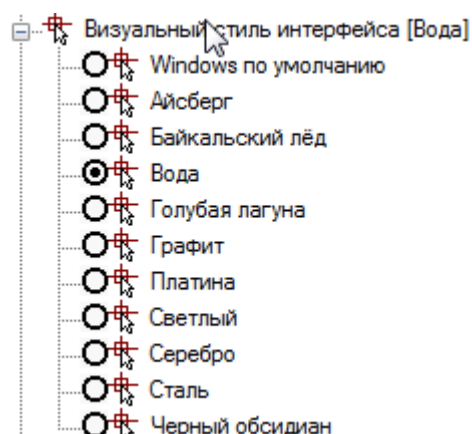 Визуальный стиль интерфейса [Вода]
Windows по умолчанию
Айсберг
Байкальский лёд
Вода
Голубая лагуна
Графит
Платина
Светлый
Серебро
Сталь
Черный обсидиан